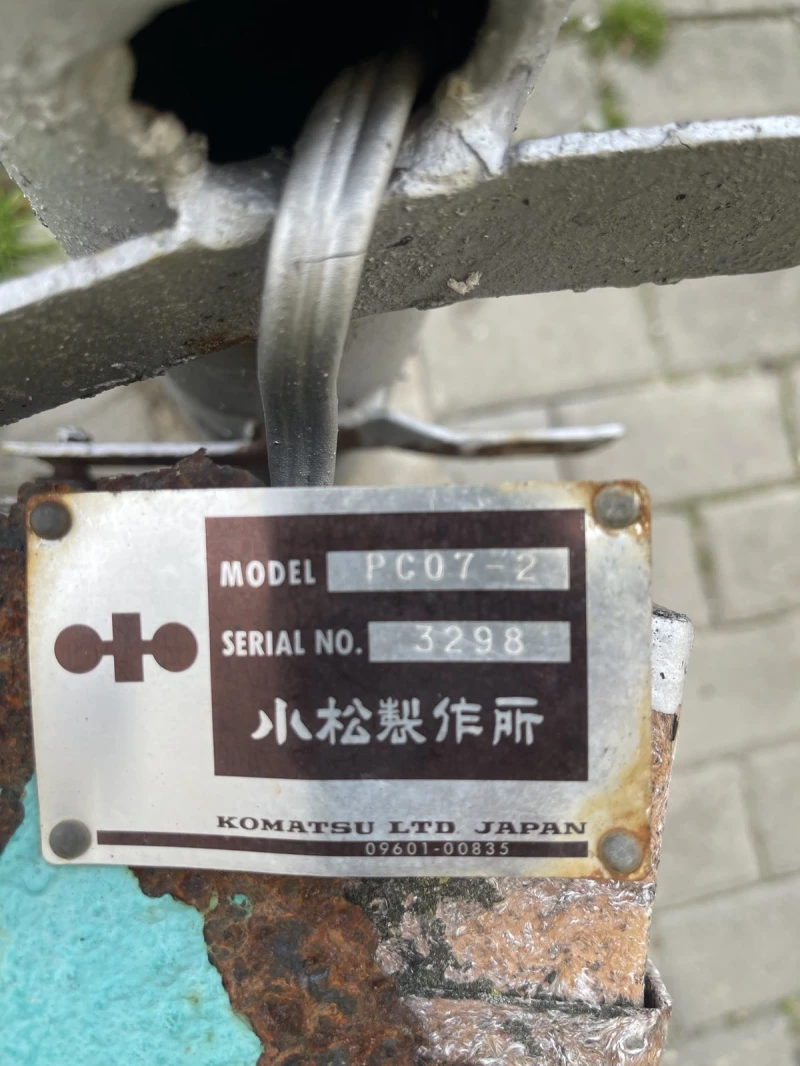 MODEL PC07-2
SERIAL NO. 3298
小松製作所
KOMATSU LTD. JAPAN
09601-00835